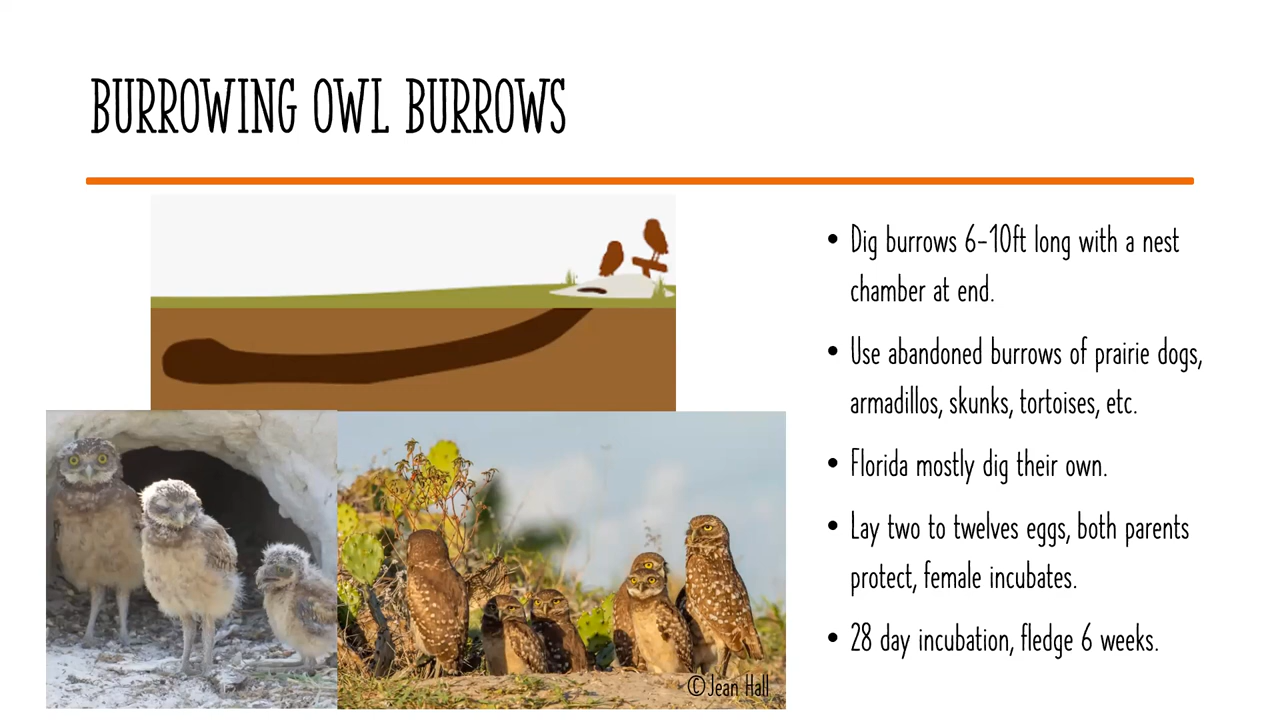 BURROWING OWL BURROWS
• Dig burrows 6-10ft long with a nest
chamber at end.
• Use abandoned burrows of prairie dogs,
armadillos, skunks, tortoises, etc.
• Florida mostly dig their own.
• Lay two to twelves eggs, both parents
protect, female incubates.
• 28 day incubation, fledge 6 weeks.
©Jean Hall